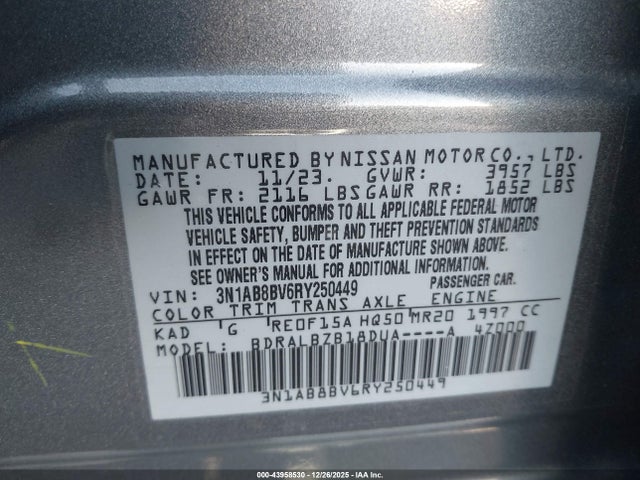 MANUFACTURED BY NISSAN MOTOR CO., LTD.
DATE: 11/23. GVWR: 3957 LBS
GAWR FR: 2116 LBS GAWR RR: 1852 LBS
THIS VEHICLE CONFORMS TO ALL APPLICABLE FEDERAL MOTOR
VEHICLE SAFETY, BUMPER AND THEFT PREVENTION STANDARDS
IN EFFECT ON THE DATE OF MANUFACTURE SHOWN ABOVE.
SEE OWNER'S MANUAL FOR ADDITIONAL INFORMATION.
VIN: 3N1AB8BV6RY250449 PASSENGER CAR.
COLOR TRIM TRANS AXLE ENGINE
KAD G RE0F15A HQ50 MR20 1997 CC
MODEL: BDRALBZB18DUA----A 4Z000
3N1AB8BV6RY250449
000-43958530 - 12/26/2025 - IAA Inc.